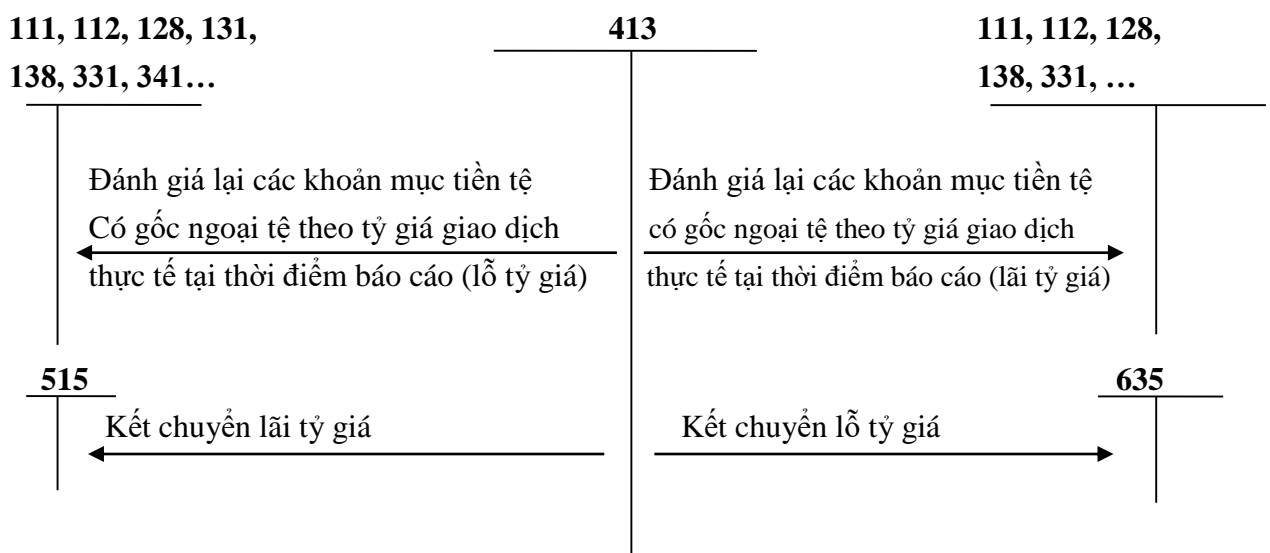 111, 112, 128, 131,
138, 331, 341…
413
111, 112, 128,
138, 331, …
Đánh giá lại các khoản mục tiền tệ
Có gốc ngoại tệ theo tỷ giá giao dịch
thực tế tại thời điểm báo cáo (lỗ tỷ giá)
Đánh giá lại các khoản mục tiền tệ
có gốc ngoại tệ theo tỷ giá giao dịch
thực tế tại thời điểm báo cáo (lãi tỷ giá)
515
Kết chuyển lãi tỷ giá
635
Kết chuyển lỗ tỷ giá